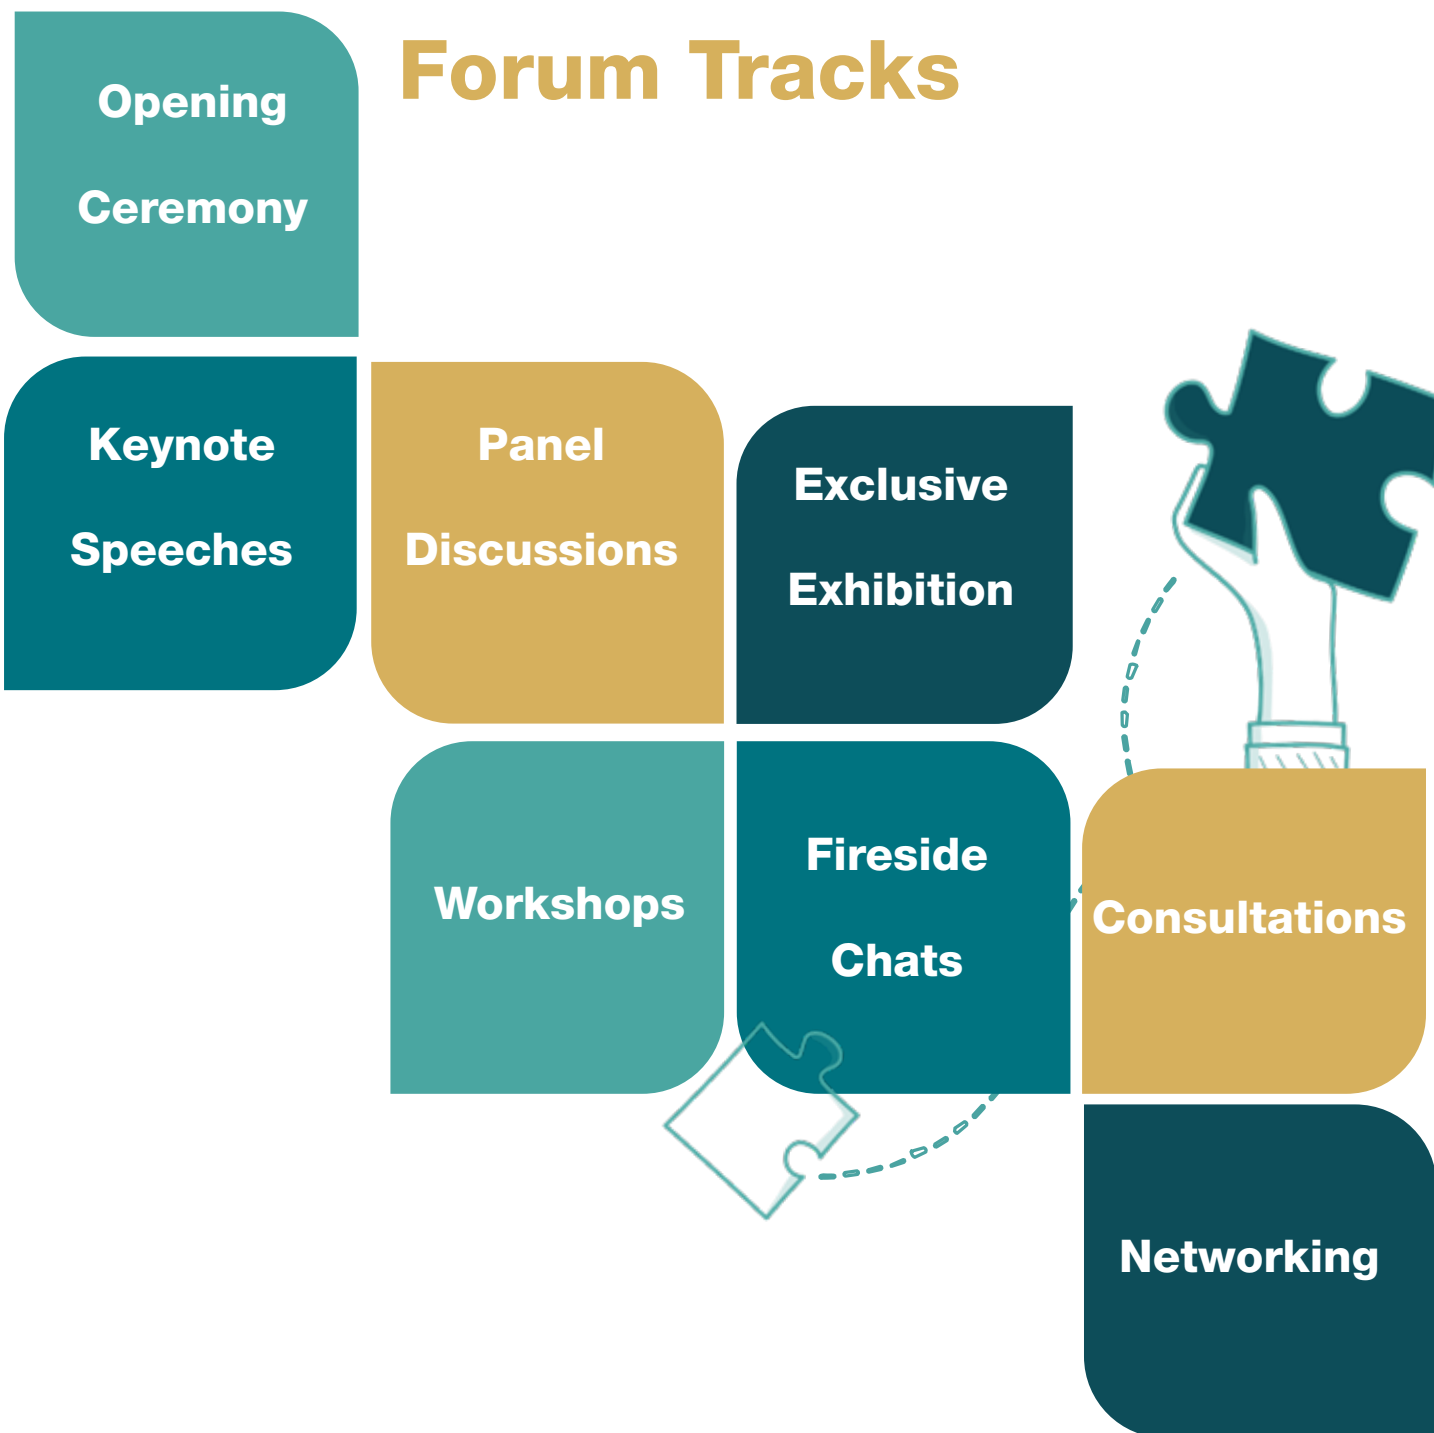 Forum Tracks
Opening
Ceremony
Keynote
Speeches
Panel
Discussions
Exclusive
Exhibition
Workshops
Fireside
Chats
Consultations
Networking